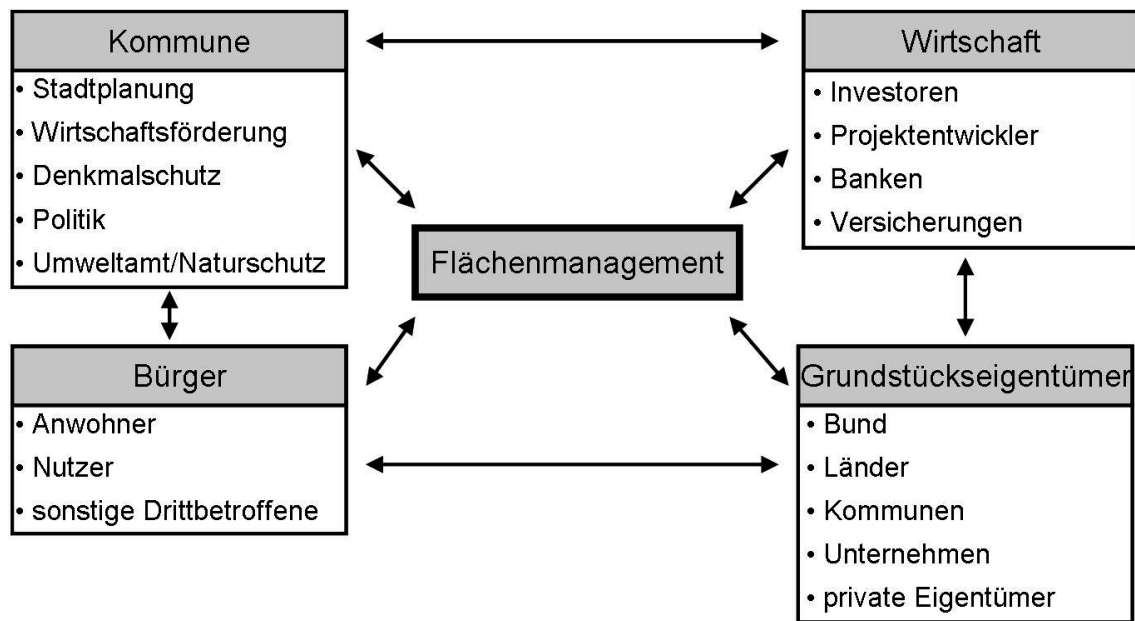 Kommune
• Stadtplanung
• Wirtschaftsförderung
• Denkmalschutz
• Politik
• Umweltamt/Naturschutz
Wirtschaft
• Investoren
• Projektentwickler
• Banken
• Versicherungen
Flächenmanagement
Bürger
• Anwohner
• Nutzer
• sonstige Drittbetroffene
Grundstückseigentümer
• Bund
• Länder
• Kommunen
• Unternehmen
• private Eigentümer